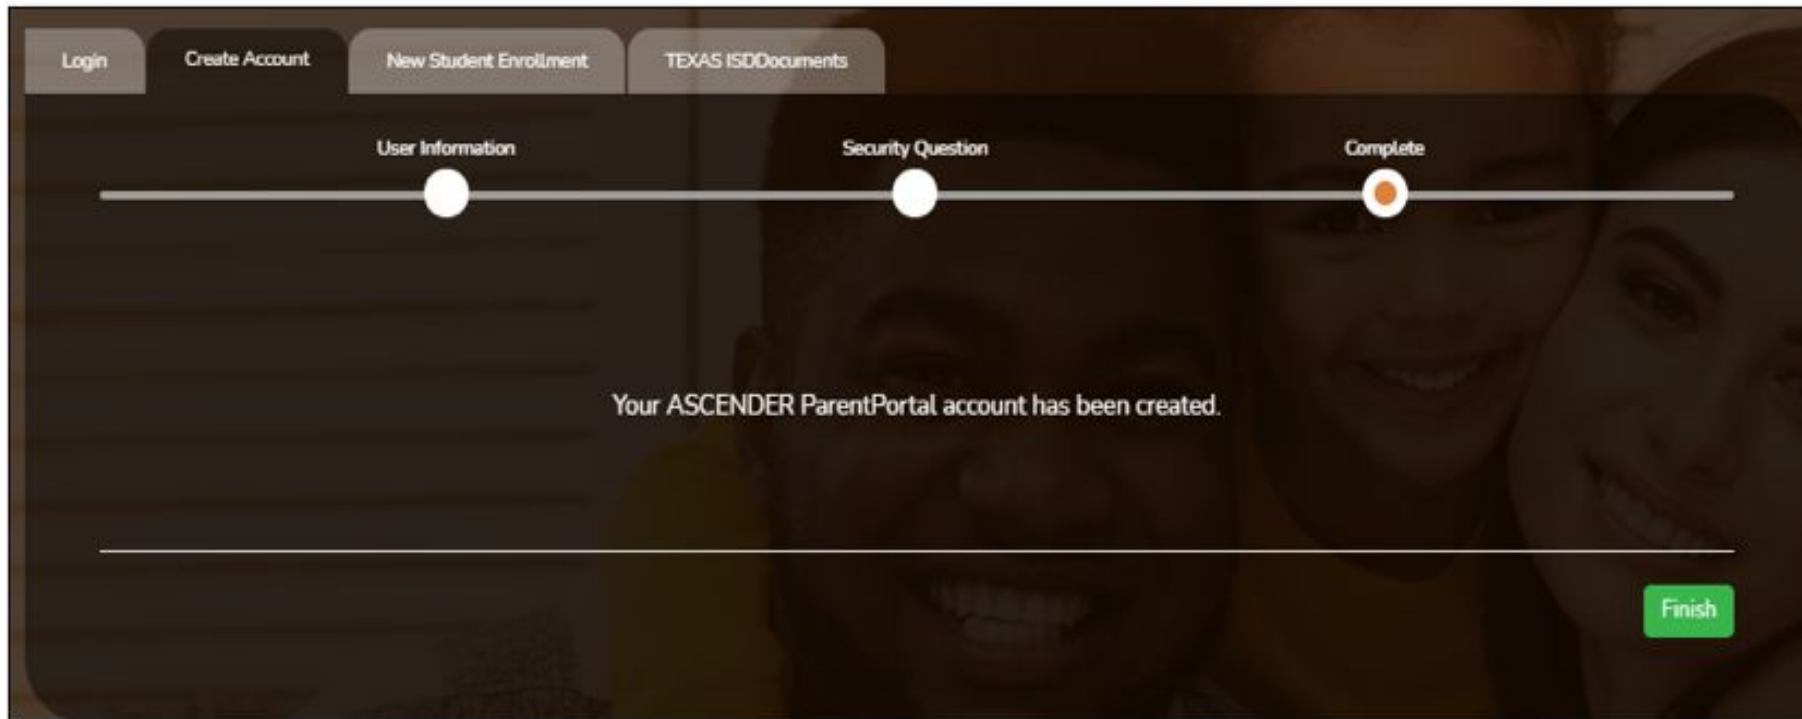 Login
Create Account
New Student Enrollment
TEXAS ISDDocuments
User Information
Security Question
Complete
Your ASCENDER ParentPortal account has been created.
Finish